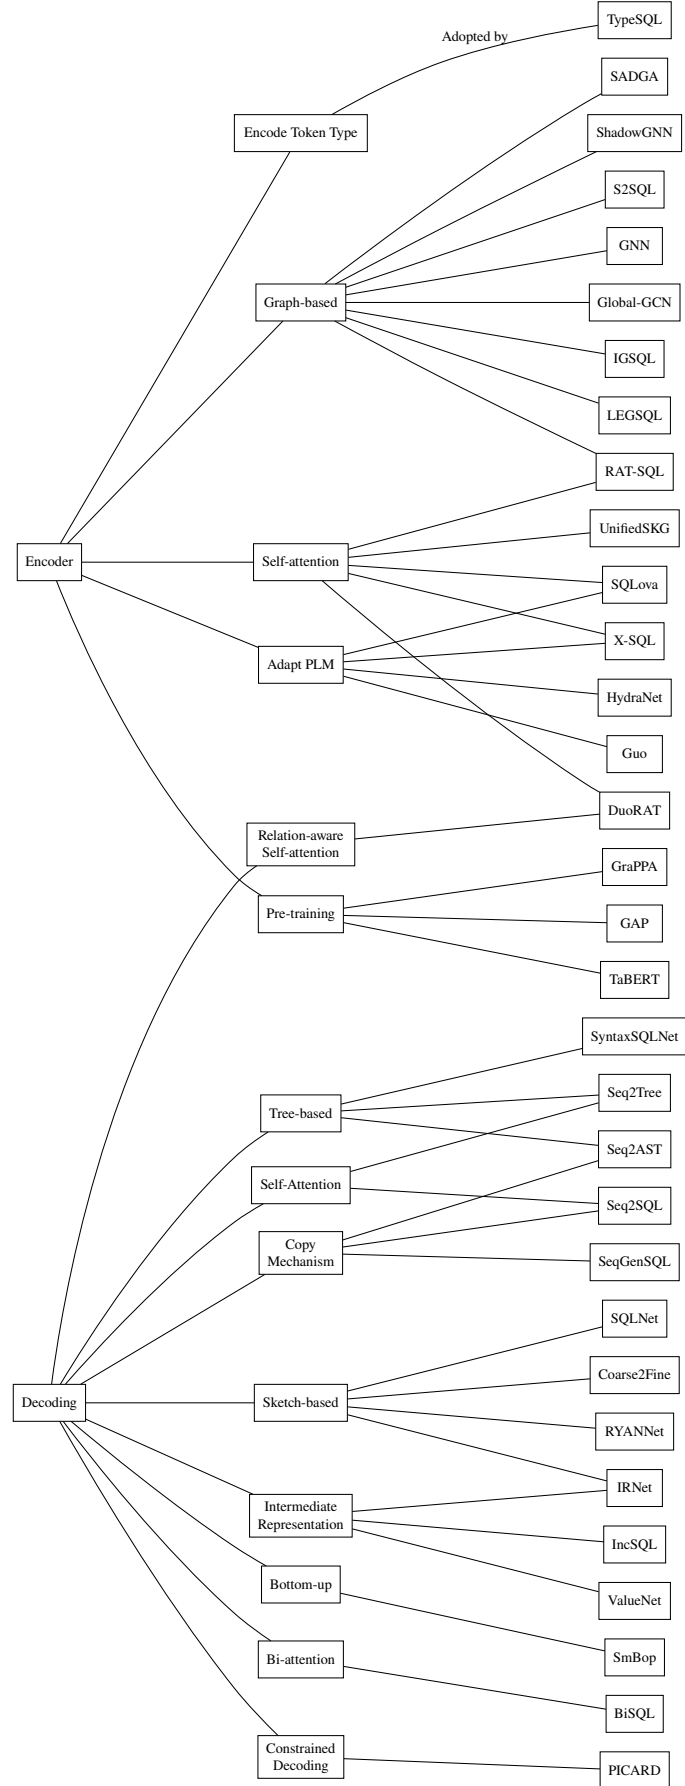 Adopted by
TypeSQL
SADGA
Encode Token Type
ShadowGNN
S2SQL
GNN
Graph-based
Global-GCN
IGSQL
LEGSQL
RAT-SQL
UnifiedSKG
Encoder
Self-attention
SQLova
X-SQL
Adapt PLM
HydraNet
Guo
DuoRAT
Relation-aware
Self-attention
GraPPA
Pre-training
GAP
TaBERT
SyntaxSQLNet
Seq2Tree
Tree-based
Seq2AST
Self-Attention
Seq2SQL
Copy
Mechanism
SeqGenSQL
SQLNet
Coarse2Fine
Decoding
Sketch-based
RYANNet
IRNet
Intermediate
Representation
IncSQL
Bottom-up
ValueNet
SmBop
Bi-attention
BiSQL
Constrained
Decoding
PICARD